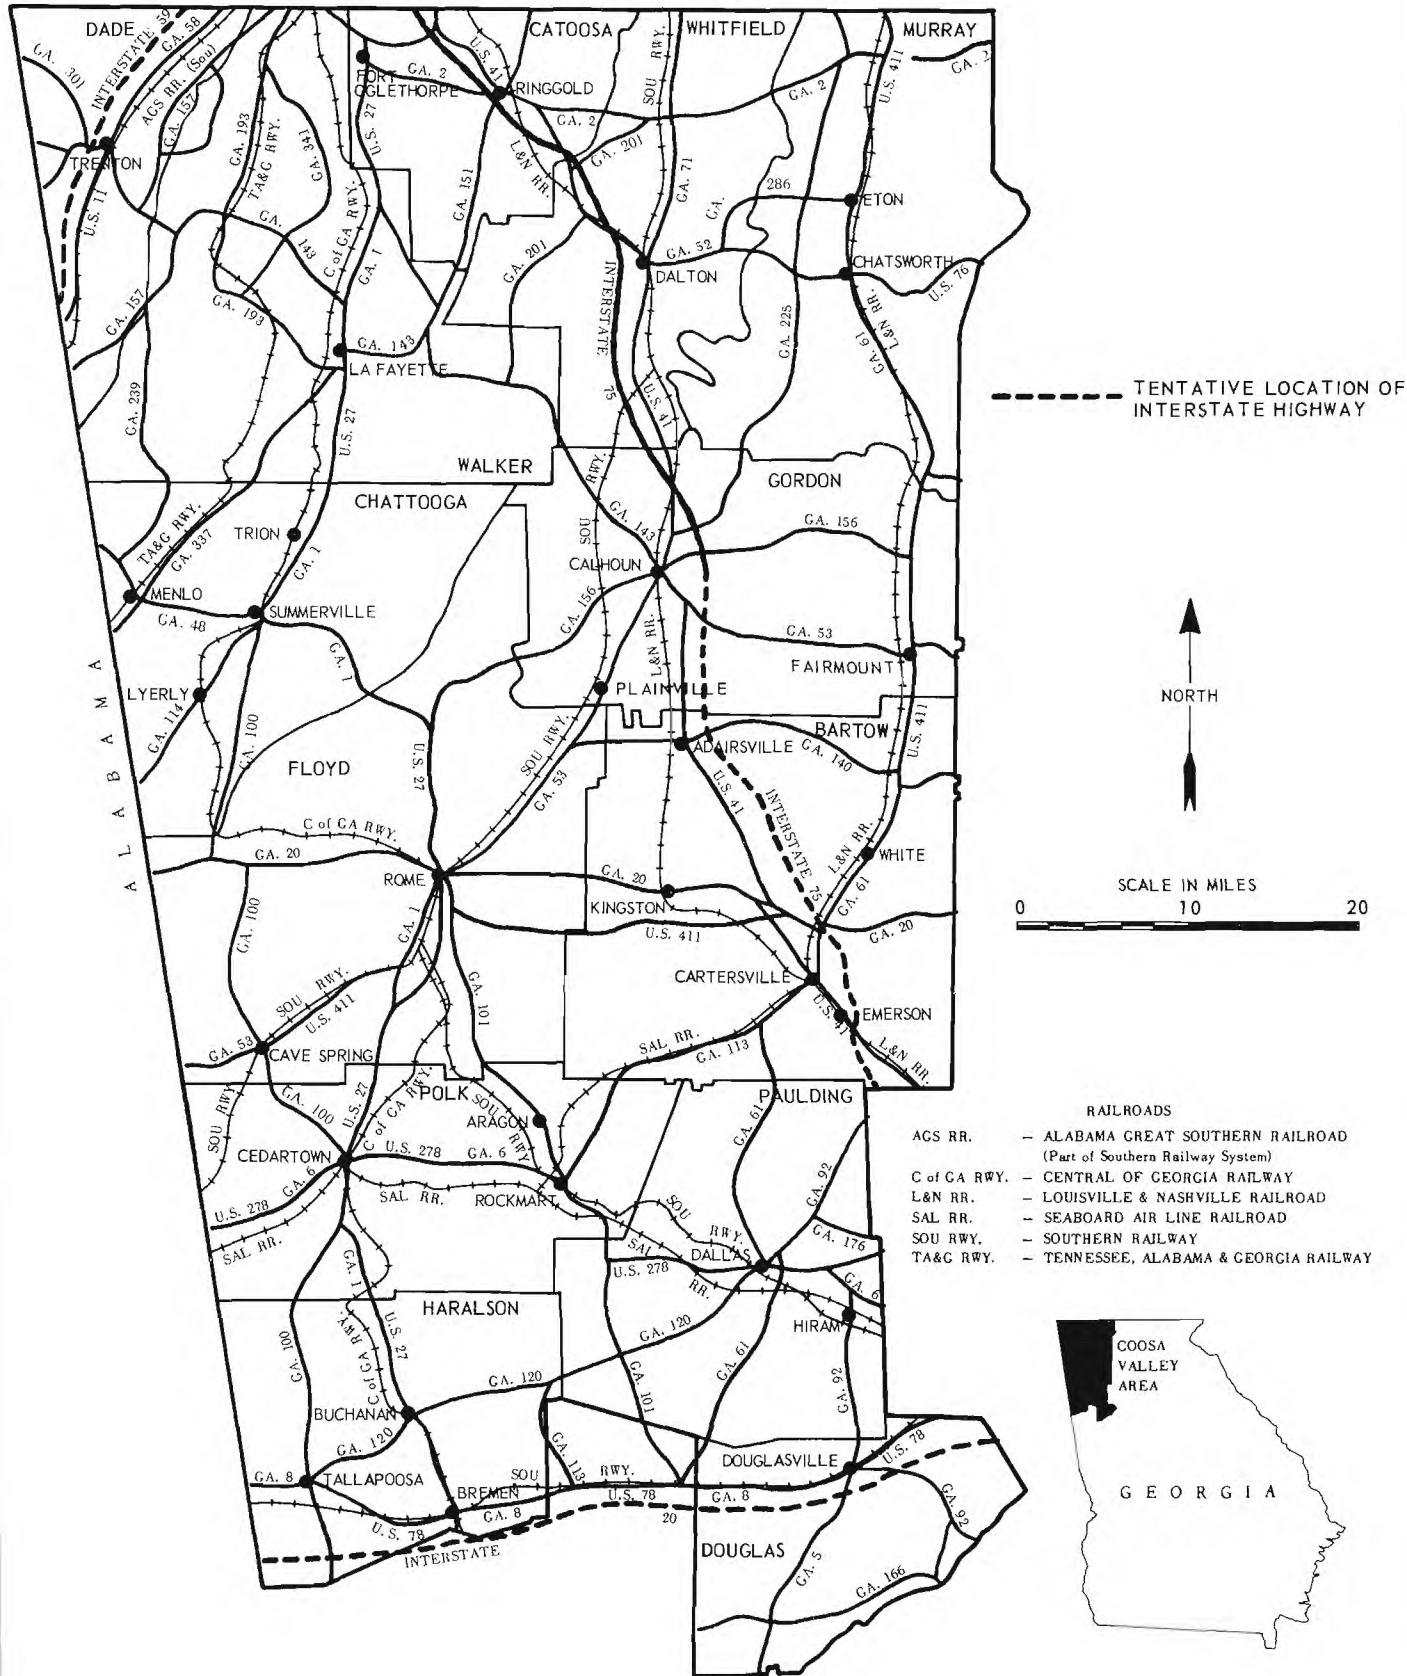 DADE
CATOOSA
WHITFIELD
MURRAY
GA. 301
INTERSTATE 59
GA. 58
AGS RR. (Sou)
GA. 157
GA. 193
TA&G RWY.
GA. 341
U.S. 41
SOU RWY.
U.S. 411
GA. 2
FORT
OGLETHORPE
GA. 2
RINGGOLD
GA. 2
GA. 2
U.S. 27
TRENTON
U.S. 11
L&N RR.
GA. 201
GA. 71
GA. 151
286
GA.
ETON
GA.
143
C of GA RWY.
GA. 1
GA. 201
INTERSTATE
75
GA. 52
DALTON
CHATSWORTH
U.S. 76
GA. 157
GA. 193
GA. 225
L&N RR.
GA. 61
GA. 143
LA FAYETTE
GA. 239
U.S. 27
U.S. 41
TENTATIVE LOCATION OF
INTERSTATE HIGHWAY
WALKER
CHATTOOGA
SOU RWY.
GORDON
TA&G RWY.
GA. 337
TRION
GA. 1
GA. 143
GA. 156
CALHOUN
MENLO
GA. 48
SUMMERVILLE
GA. 156
L&N RR.
GA. 53
FAIRMOUNT
GA. 1
LYERLY
GA. 114
GA. 100
PLAINVILLE
NORTH
ALABAMA
FLOYD
U.S. 27
SOU RWY.
GA. 53
ADAIRSVILLE
BARTOW
GA. 140
U.S. 411
U.S. 41
INTERSTATE 75
C of GA RWY.
GA. 20
ROME
GA. 20
KINGSTON
U.S. 411
L&N RR.
GA. 61
WHITE
GA. 20
SCALE IN MILES
0 10 20
GA. 100
GA. 1
GA. 101
CARTERSVILLE
U.S. 41
EMERSON
L&N RR.
SOU RWY.
U.S. 411
GA. 53
CAVE SPRING
SAL RR.
GA. 113
SOU RWY
GA. 100
U.S. 27
C of GA RWY.
POLK
SOU RWY
ARAGON
PAULDING
GA. 61
GA. 92
CEDARTOWN
U.S. 278 GA. 6
SAL RR.
ROCKMART
U.S. 278 GA. 6
SAL RR.
SOU RWY.
SAL RR.
DALLAS
U.S. 278
GA. 176
GA. 6
HIRAM
RAILROADS
AGS RR. – ALABAMA GREAT SOUTHERN RAILROAD
(Part of Southern Railway System)
C of GA RWY. – CENTRAL OF GEORGIA RAILWAY
L&N RR. – LOUISVILLE & NASHVILLE RAILROAD
SAL RR. – SEABOARD AIR LINE RAILROAD
SOU RWY. – SOUTHERN RAILWAY
TA&G RWY. – TENNESSEE, ALABAMA & GEORGIA RAILWAY
GA. 1
HARALSON
GA. 100
C of GA RWY.
U.S. 27
GA. 120
GA. 120
GA. 61
GA. 101
GA. 92
BUCHANAN
GA. 120
GA. 8
TALLAPOOSA
GA. 113
SOU RWY.
BREMEN
U.S. 78
GA. 8
U.S. 78
GA. 8
DOUGLASVILLE
U.S. 78
INTERSTATE 20
DOUGLAS
GA. 5
GA. 92
GA. 166
COOSA
VALLEY
AREA
GEORGIA